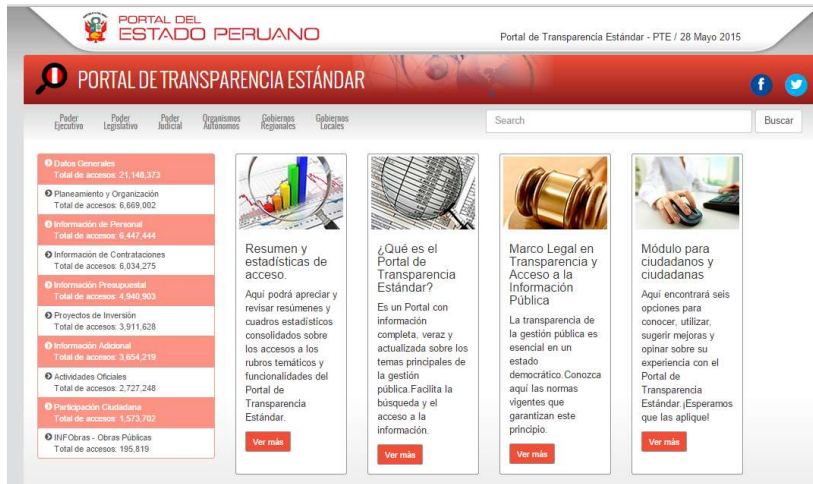 PORTAL DEL
ESTADO PERUANO
Portal de Transparencia Estándar - PTE / 28 Mayo 2015
PORTAL DE TRANSPARENCIA ESTÁNDAR
Poder Ejecutivo
Poder Legislativo
Poder Judicial
Organismos Autonomos
Gobiernos Regionales
Gobiernos Locales
Search
Buscar
Datos Generales
Total de accesos: 21,148,373
Planeamiento y Organización
Total de accesos: 6,669,002
Información de Personal
Total de accesos: 6,447,444
Información de Contrataciones
Total de accesos: 6,034,275
Información Presupuestal
Total de accesos: 4,940,903
Proyectos de Inversión
Total de accesos: 3,911,628
Información Adicional
Total de accesos: 3,654,219
Actividades Oficiales
Total de accesos: 2,727,248
Participación Ciudadana
Total de accesos: 1,573,702
INFObras - Obras Públicas
Total de accesos: 195,819
Resumen y
estadísticas de
acceso.
Aquí podrá apreciar y
revisar resúmenes y
cuadros estadísticos
consolidados sobre
los accesos a los
rubros temáticos y
funcionalidades del
Portal de
Transparencia
Estándar.
Ver más
¿Qué es el
Portal de
Transparencia
Estándar?
Es un Portal con
información
completa, veraz y
actualizada sobre los
temas principales de
la gestión
pública.Facilita la
búsqueda y el
acceso a la
información.
Ver más
Marco Legal en
Transparencia y
Acceso a la
Información
Pública
La transparencia de
la gestión pública es
esencial en un
estado
democrático.Conozca
aquí las normas
vigentes que
garantizan este
principio.
Ver más
Módulo para
ciudadanos y
ciudadanas
Aquí encontrará seis
opciones para
conocer, utilizar,
sugerir mejoras y
opinar sobre su
experiencia con el
Portal de
Transparencia
Estándar.¡Esperamos
que las aplique!
Ver más